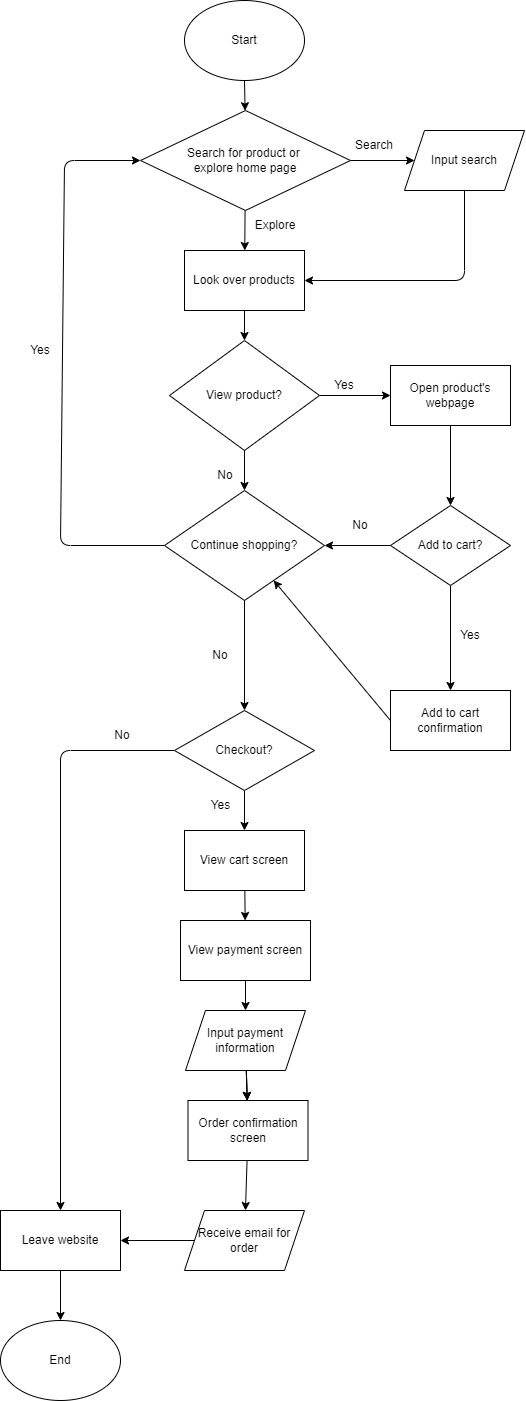 Start
Search for product or
explore home page
Search
Input search
Explore
Look over products
Yes
View product?
Yes
Open product's
webpage
No
Continue shopping?
No
Add to cart?
Yes
No
Add to cart
confirmation
No
Checkout?
Yes
View cart screen
View payment screen
Input payment
information
Order confirmation
screen
Leave website
Receive email for
order
End